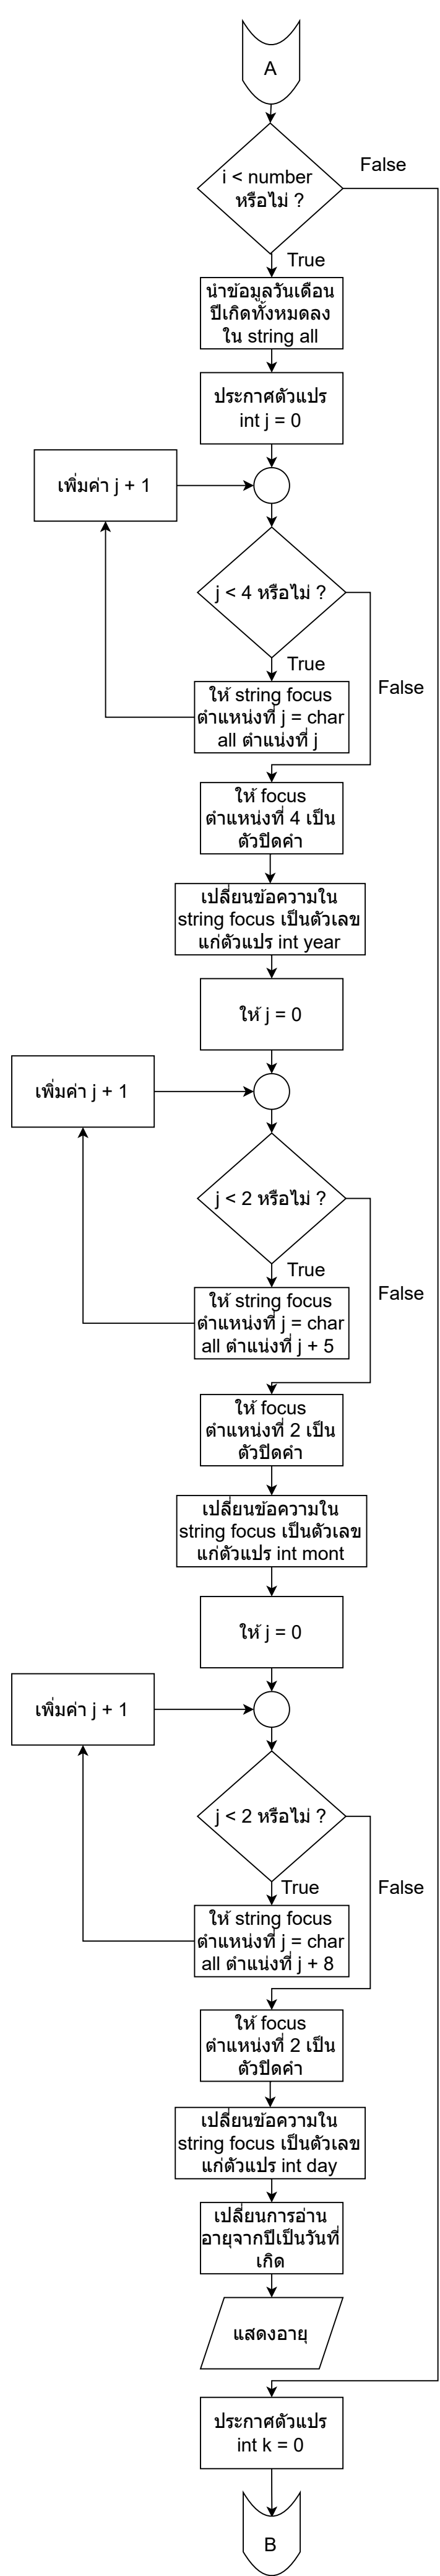 A
i < number
หรือไม่ ?
False
True
นำข้อมูลวันเดือน
ปีเกิดทั้งหมดลง
ใน string all
ประกาศตัวแปร
int j = 0
เพิ่มค่า j + 1
j < 4 หรือไม่ ?
True
False
ให้ string focus
ตำแหน่งที่ j = char
all ตำแน่งที่ j
ให้ focus
ตำแหน่งที่ 4 เป็น
ตัวปิดคำ
เปลี่ยนข้อความใน
string focus เป็นตัวเลข
แก่ตัวแปร int year
ให้ j = 0
เพิ่มค่า j + 1
j < 2 หรือไม่ ?
True
False
ให้ string focus
ตำแหน่งที่ j = char
all ตำแน่งที่ j + 5
ให้ focus
ตำแหน่งที่ 2 เป็น
ตัวปิดคำ
เปลี่ยนข้อความใน
string focus เป็นตัวเลข
แก่ตัวแปร int mont
ให้ j = 0
เพิ่มค่า j + 1
j < 2 หรือไม่ ?
True
False
ให้ string focus
ตำแหน่งที่ j = char
all ตำแน่งที่ j + 8
ให้ focus
ตำแหน่งที่ 2 เป็น
ตัวปิดคำ
เปลี่ยนข้อความใน
string focus เป็นตัวเลข
แก่ตัวแปร int day
เปลี่ยนการอ่าน
อายุจากปีเป็นวันที่
เกิด
แสดงอายุ
ประกาศตัวแปร
int k = 0
B